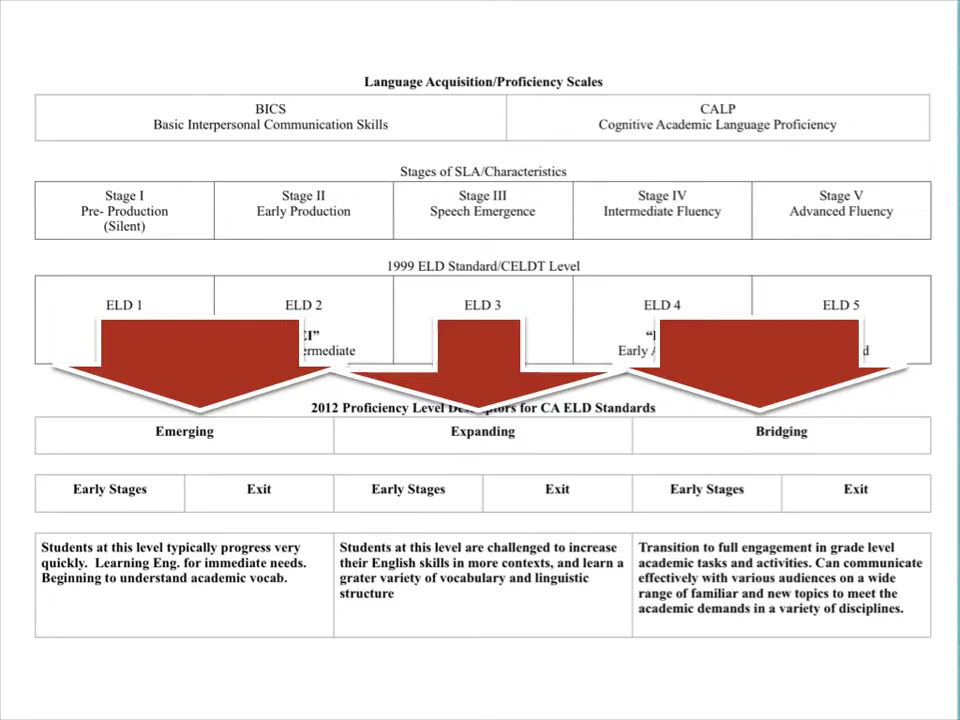 Language Acquisition/Proficiency Scales
BICS
Basic Interpersonal Communication Skills
CALP
Cognitive Academic Language Proficiency
Stages of SLA/Characteristics
Stage I
Pre- Production
(Silent)
Stage II
Early Production
Stage III
Speech Emergence
Stage IV
Intermediate Fluency
Stage V
Advanced Fluency
1999 ELD Standard/CELDT Level
ELD 1
ELD 2
ELD 3
ELD 4
ELD 5
Early
2012 Proficiency Level for CA ELD Standards
Emerging
Expanding
Bridging
Early Stages
Exit
Early Stages
Exit
Early Stages
Exit
Students at this level typically progress very
quickly. Learning Eng. for immediate needs.
Beginning to understand academic vocab.
Students at this level are challenged to increase
their English skills in more contexts, and learn a
grater variety of vocabulary and linguistic
structure
Transition to full engagement in grade level
academic tasks and activities. Can communicate
effectively with various audiences on a wide
range of familiar and new topics to meet the
academic demands in a variety of disciplines.